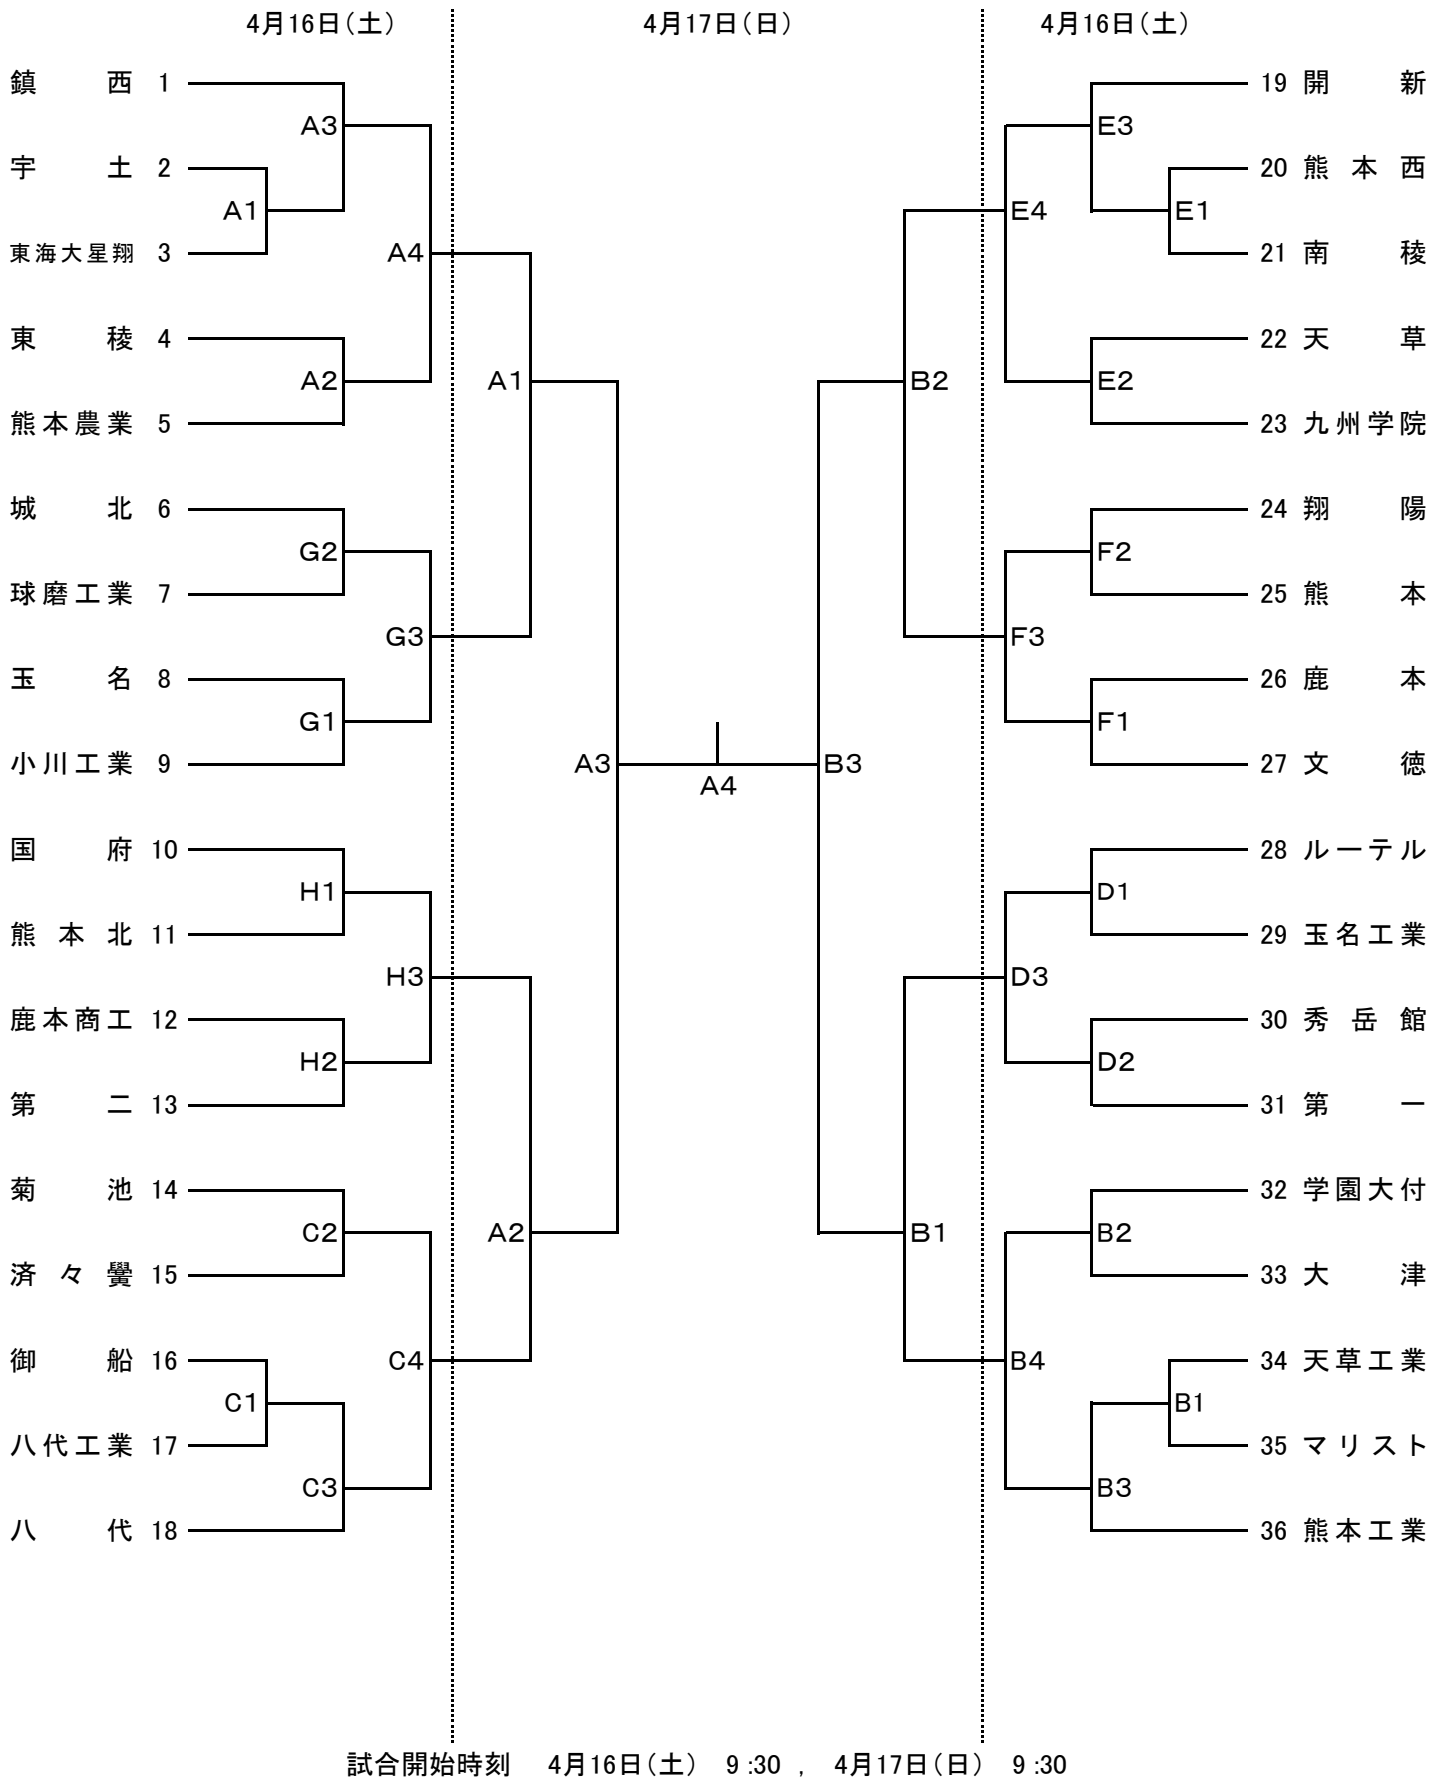 4月16日(土) 4月17日(日) 4月16日(土)
鎮西 1 19 開新
A3 E3
宇土 2 20 熊本西
A1 E4 E1
東海大星翔 3 A4 21 南稜
東稜 4 22 天草
A2 A1 B2 E2
熊本農業 5 23 九州学院
城北 6 24 翔陽
G2 F2
球磨工業 7 25 熊本
G3 F3
玉名 8 26 鹿本
G1 F1
小川工業 9 A3 B3 27 文徳
A4
国府 10 28 ルーテル
H1 D1
熊本北 11 29 玉名工業
H3 D3
鹿本商工 12 30 秀岳館
H2 D2
第二 13 31 第一
菊池 14 32 学園大付
C2 A2 B1 B2
済々黌 15 33 大津
御船 16 C4 B4 34 天草工業
C1 B1
八代工業 17 35 マリスト
C3 B3
八代 18 36 熊本工業
試合開始時刻 4月16日(土) 9:30 , 4月17日(日) 9:30